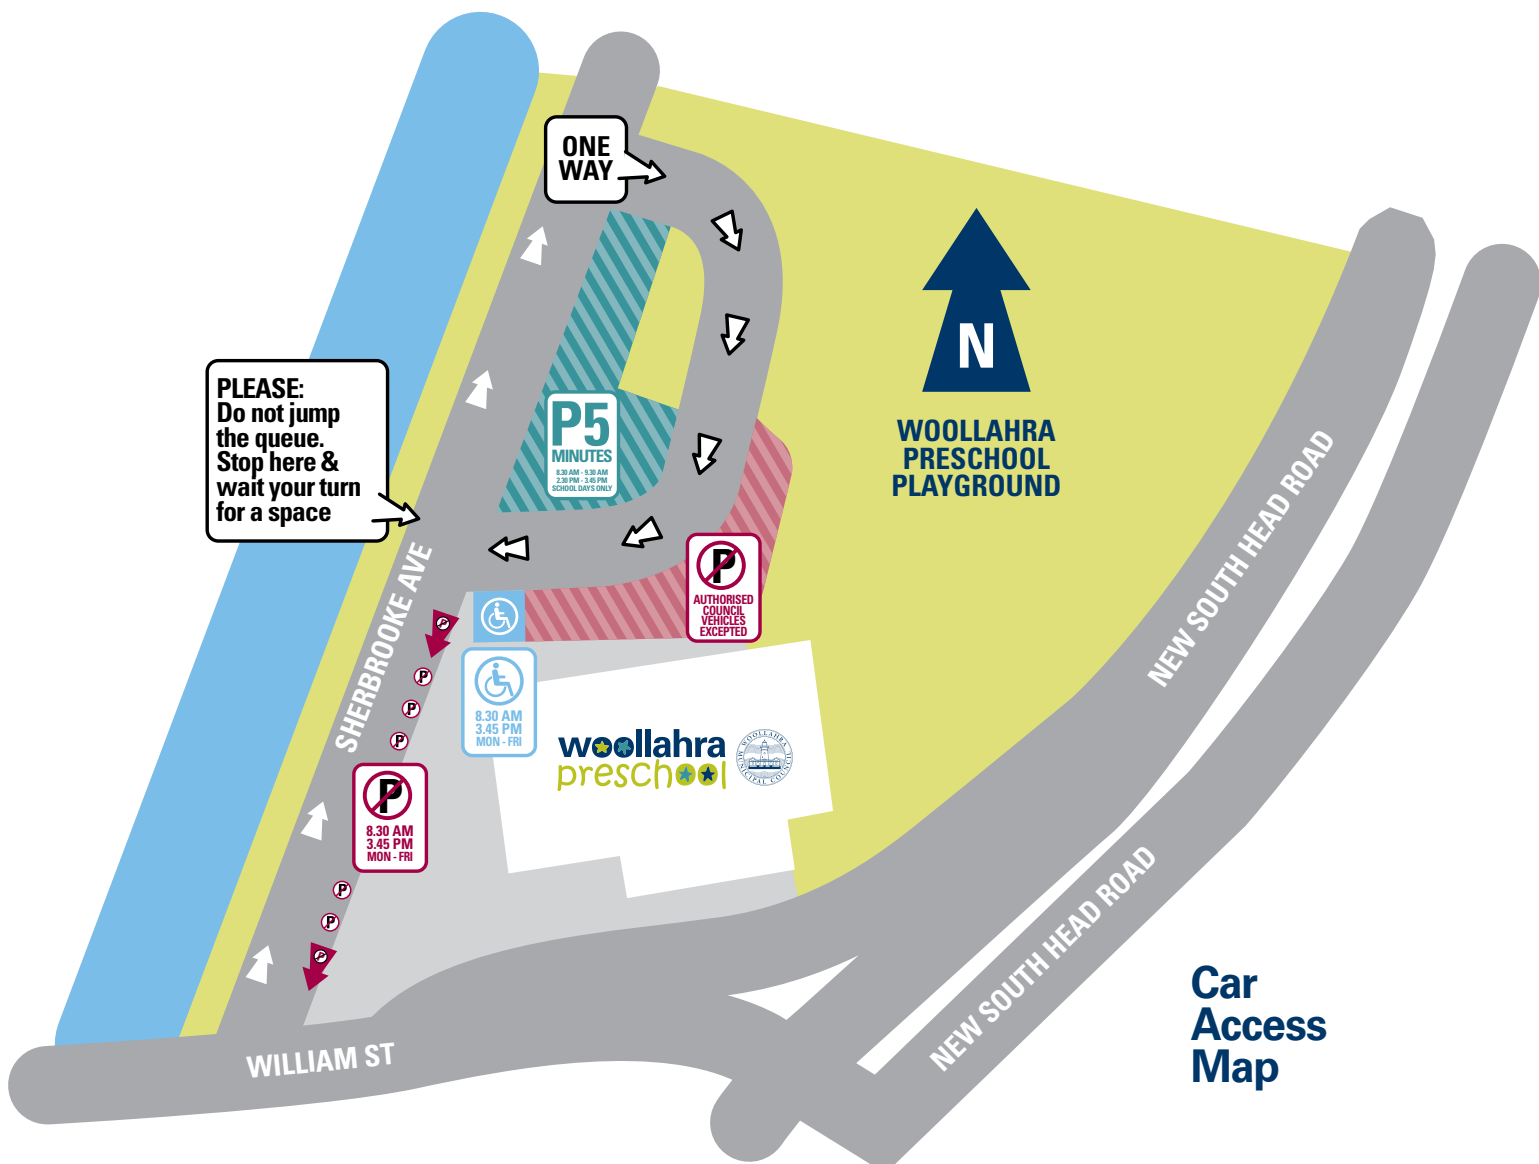 ONE
WAY
PLEASE:
Do not jump
the queue.
Stop here &
wait your turn
for a space
P5
MINUTES
8.30 AM - 9.30 AM
2.30 PM - 3.45 PM
SCHOOL DAYS ONLY
N
WOOLLAHRA
PRESCHOOL
PLAYGROUND
NEW SOUTH HEAD ROAD
SHERBROOKE AVE
P
AUTHORISED
COUNCIL
VEHICLES
EXCEPTED
P
P
P
P
8.30 AM
3.45 PM
MON - FRI
woollahra
preschool
WOOLLAHRA
MUNICIPAL COUNCIL
P
8.30 AM
3.45 PM
MON - FRI
P
P
P
NEW SOUTH HEAD ROAD
WILLIAM ST
Car
Access
Map